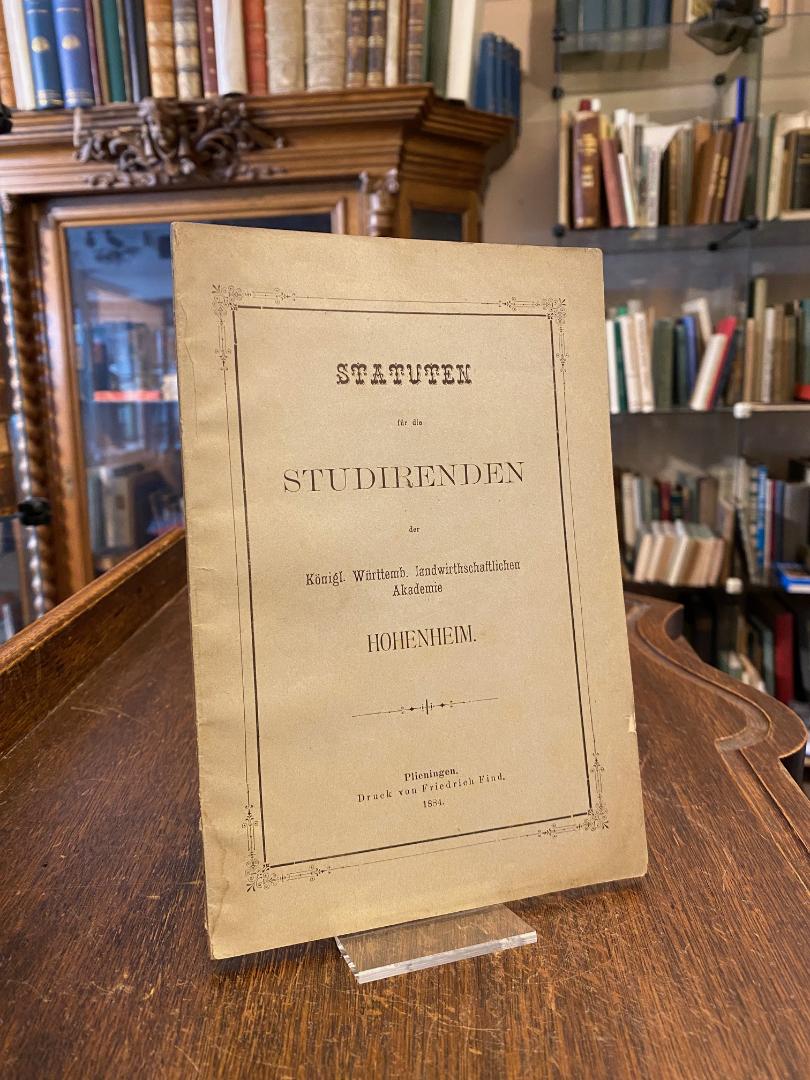 STATUTEN
für die
STUDIRENDEN
der
Königl. Württemb. landwirthschaftlichen
Akademie
HOHENHEIM.
Plieningen.
Druck von Friedrich Find.
1884.